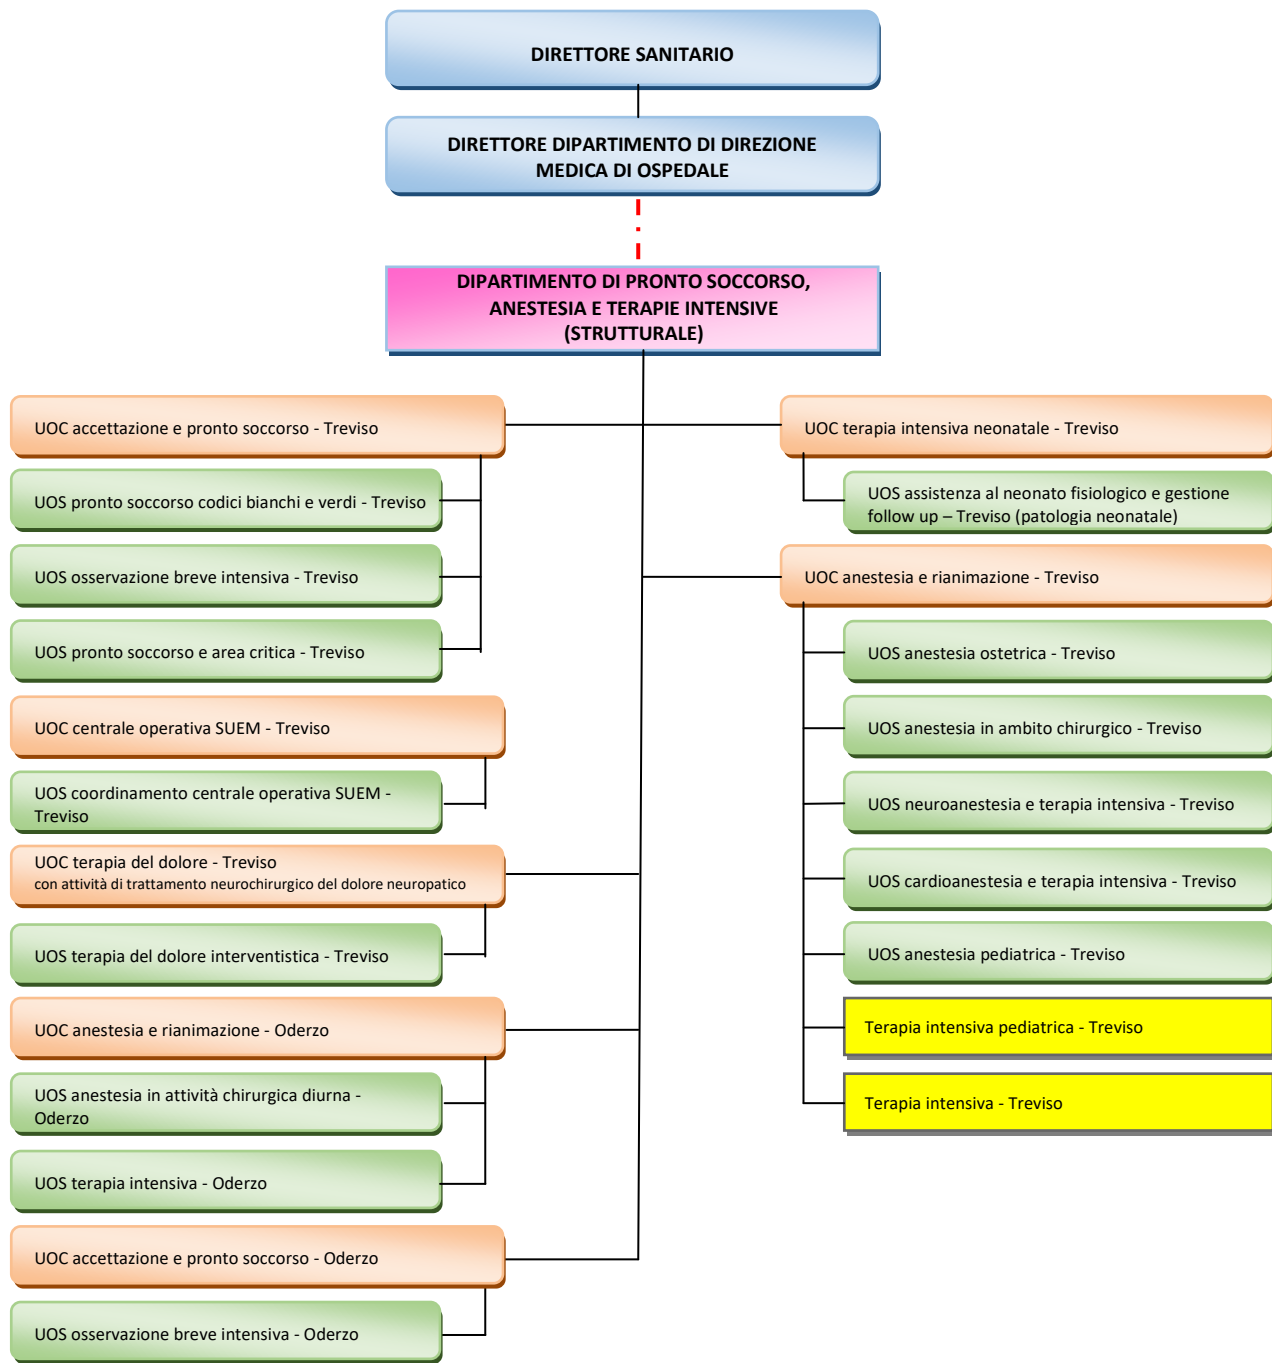 DIRETTORE SANITARIO
DIRETTORE DIPARTIMENTO DI DIREZIONE
MEDICA DI OSPEDALE
DIPARTIMENTO DI PRONTO SOCCORSO,
ANESTESIA E TERAPIE INTENSIVE
(STRUTTURALE)
UOC accettazione e pronto soccorso - Treviso
UOS pronto soccorso codici bianchi e verdi - Treviso
UOS osservazione breve intensiva - Treviso
UOS pronto soccorso e area critica - Treviso
UOC centrale operativa SUEM - Treviso
UOS coordinamento centrale operativa SUEM -
Treviso
UOC terapia del dolore - Treviso
con attività di trattamento neurochirurgico del dolore neuropatico
UOS terapia del dolore interventistica - Treviso
UOC anestesia e rianimazione - Oderzo
UOS anestesia in attività chirurgica diurna -
Oderzo
UOS terapia intensiva - Oderzo
UOC accettazione e pronto soccorso - Oderzo
UOS osservazione breve intensiva - Oderzo
UOC terapia intensiva neonatale - Treviso
UOS assistenza al neonato fisiologico e gestione
follow up – Treviso (patologia neonatale)
UOC anestesia e rianimazione - Treviso
UOS anestesia ostetrica - Treviso
UOS anestesia in ambito chirurgico - Treviso
UOS neuroanestesia e terapia intensiva - Treviso
UOS cardioanestesia e terapia intensiva - Treviso
UOS anestesia pediatrica - Treviso
Terapia intensiva pediatrica - Treviso
Terapia intensiva - Treviso